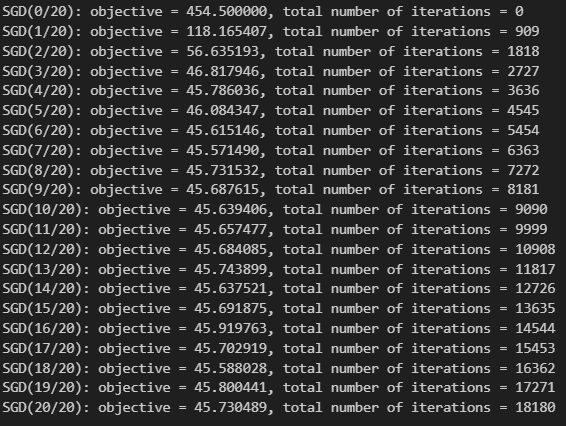 SGD(0/20): objective = 454.500000, total number of iterations = 0
SGD(1/20): objective = 118.165407, total number of iterations = 909
SGD(2/20): objective = 56.635193, total number of iterations = 1818
SGD(3/20): objective = 46.817946, total number of iterations = 2727
SGD(4/20): objective = 45.786036, total number of iterations = 3636
SGD(5/20): objective = 46.084347, total number of iterations = 4545
SGD(6/20): objective = 45.615146, total number of iterations = 5454
SGD(7/20): objective = 45.571490, total number of iterations = 6363
SGD(8/20): objective = 45.731532, total number of iterations = 7272
SGD(9/20): objective = 45.687615, total number of iterations = 8181
SGD(10/20): objective = 45.639406, total number of iterations = 9090
SGD(11/20): objective = 45.657477, total number of iterations = 9999
SGD(12/20): objective = 45.684085, total number of iterations = 10908
SGD(13/20): objective = 45.743899, total number of iterations = 11817
SGD(14/20): objective = 45.637521, total number of iterations = 12726
SGD(15/20): objective = 45.691875, total number of iterations = 13635
SGD(16/20): objective = 45.919763, total number of iterations = 14544
SGD(17/20): objective = 45.702919, total number of iterations = 15453
SGD(18/20): objective = 45.588028, total number of iterations = 16362
SGD(19/20): objective = 45.800441, total number of iterations = 17271
SGD(20/20): objective = 45.730489, total number of iterations = 18180